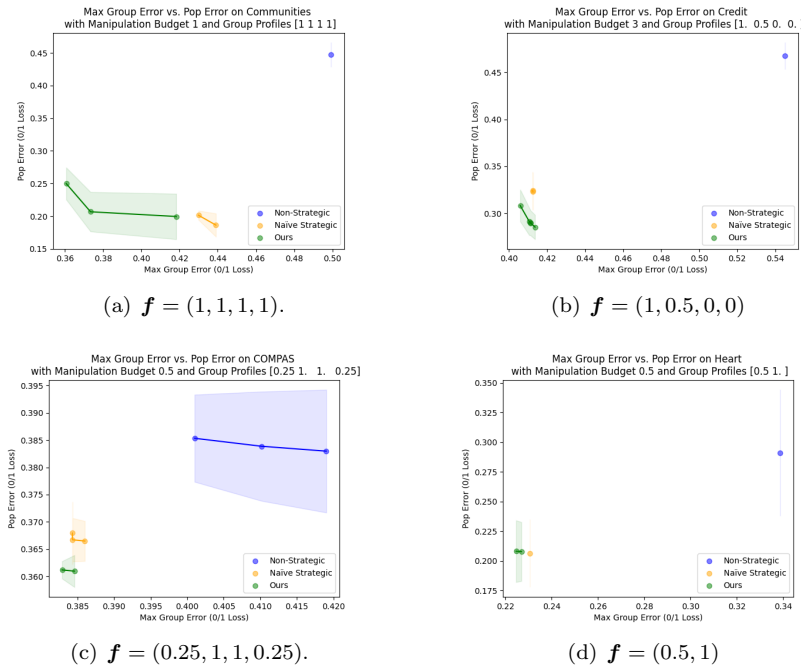 Max Group Error vs. Pop Error on Communities
with Manipulation Budget 1 and Group Profiles [1 1 1 1]
Pop Error (0/1 Loss)
0.45
0.40
0.35
0.30
0.25
0.20
0.15
Non-Strategic
Naïve Strategic
Ours
0.36 0.38 0.40 0.42 0.44 0.46 0.48 0.50
Max Group Error (0/1 Loss)
(a) f = (1, 1, 1, 1).
Max Group Error vs. Pop Error on Credit
with Manipulation Budget 3 and Group Profiles [1. 0.5 0. 0.
Pop Error (0/1 Loss)
0.45
0.40
0.35
0.30
Non-Strategic
Naïve Strategic
Ours
0.40 0.42 0.44 0.46 0.48 0.50 0.52 0.54
Max Group Error (0/1 Loss)
(b) f = (1, 0.5, 0, 0)
Max Group Error vs. Pop Error on COMPAS
with Manipulation Budget 0.5 and Group Profiles [0.25 1. 1. 0.25]
Pop Error (0/1 Loss)
0.395
0.390
0.385
0.380
0.375
0.370
0.365
0.360
Non-Strategic
Naïve Strategic
Ours
0.385 0.390 0.395 0.400 0.405 0.410 0.415 0.420
Max Group Error (0/1 Loss)
(c) f = (0.25, 1, 1, 0.25).
Max Group Error vs. Pop Error on Heart
with Manipulation Budget 0.5 and Group Profiles [0.5 1. ]
Pop Error (0/1 Loss)
0.350
0.325
0.300
0.275
0.250
0.225
0.200
0.175
Non-Strategic
Naïve Strategic
Ours
0.22 0.24 0.26 0.28 0.30 0.32 0.34
Max Group Error (0/1 Loss)
(d) f = (0.5, 1)